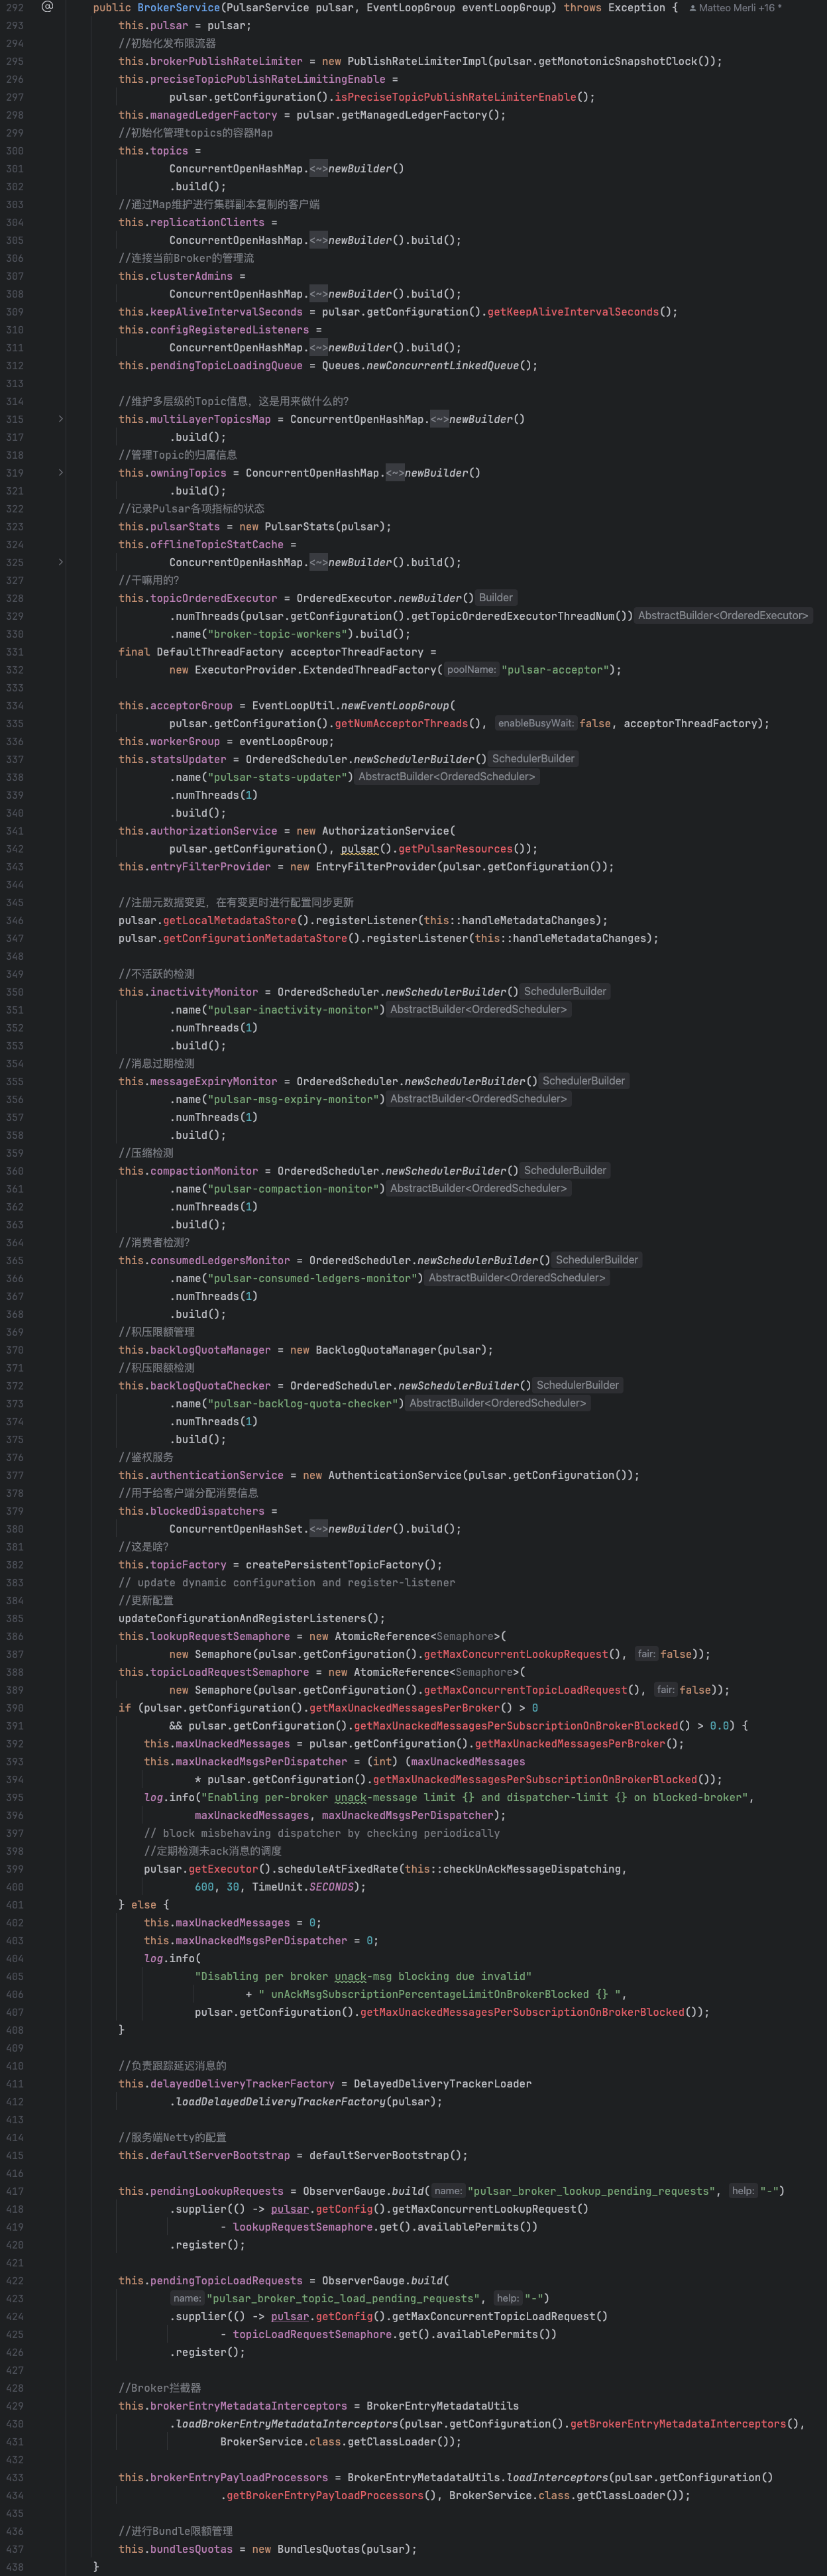 292 @ public BrokerService(PulsarService pulsar, EventLoopGroup eventLoopGroup) throws Exception { Matteo Merli +16 *
293 this.pulsar = pulsar;
294 //初始化发布限流器
295 this.brokerPublishRateLimiter = new PublishRateLimiterImpl(pulsar.getMonotonicSnapshotClock());
296 this.preciseTopicPublishRateLimitingEnable =
297 pulsar.getConfiguration().isPreciseTopicPublishRateLimiterEnable();
298 this.managedLedgerFactory = pulsar.getManagedLedgerFactory();
299 //初始化管理topics的容器Map
300 this.topics =
301 ConcurrentOpenHashMap.<~>newBuilder()
302 .build();
303 //通过Map维护进行集群副本复制的客户端
304 this.replicationClients =
305 ConcurrentOpenHashMap.<~>newBuilder().build();
306 //连接当前Broker的管理流
307 this.clusterAdmins =
308 ConcurrentOpenHashMap.<~>newBuilder().build();
309 this.keepAliveIntervalSeconds = pulsar.getConfiguration().getKeepAliveIntervalSeconds();
310 this.configRegisteredListeners =
311 ConcurrentOpenHashMap.<~>newBuilder().build();
312 this.pendingTopicLoadingQueue = Queues.newConcurrentLinkedQueue();
313
314 //维护多层级的Topic信息，这是用来做什么的？
315 this.multiLayerTopicsMap = ConcurrentOpenHashMap.<~>newBuilder()
317 .build();
318 //管理Topic的归属信息
319 this.owningTopics = ConcurrentOpenHashMap.<~>newBuilder()
321 .build();
322 //记录Pulsar各项指标的状态
323 this.pulsarStats = new PulsarStats(pulsar);
324 this.offlineTopicStatCache =
325 ConcurrentOpenHashMap.<~>newBuilder().build();
327 //干嘛用的？
328 this.topicOrderedExecutor = OrderedExecutor.newBuilder() Builder
329 .numThreads(pulsar.getConfiguration().getTopicOrderedExecutorThreadNum()) AbstractBuilder<OrderedExecutor>
330 .name("broker-topic-workers").build();
331 final DefaultThreadFactory acceptorThreadFactory =
332 new ExecutorProvider.ExtendedThreadFactory( poolName: "pulsar-acceptor");
333
334 this.acceptorGroup = EventLoopUtil.newEventLoopGroup(
335 pulsar.getConfiguration().getNumAcceptorThreads(), enableBusyWait: false, acceptorThreadFactory);
336 this.workerGroup = eventLoopGroup;
337 this.statsUpdater = OrderedScheduler.newSchedulerBuilder() SchedulerBuilder
338 .name("pulsar-stats-updater") AbstractBuilder<OrderedScheduler>
339 .numThreads(1)
340 .build();
341 this.authorizationService = new AuthorizationService(
342 pulsar.getConfiguration(), pulsar().getPulsarResources());
343 this.entryFilterProvider = new EntryFilterProvider(pulsar.getConfiguration());
344
345 //注册元数据变更，在有变更时进行配置同步更新
346 pulsar.getLocalMetadataStore().registerListener(this::handleMetadataChanges);
347 pulsar.getConfigurationMetadataStore().registerListener(this::handleMetadataChanges);
348
349 //不活跃的检测
350 this.inactivityMonitor = OrderedScheduler.newSchedulerBuilder() SchedulerBuilder
351 .name("pulsar-inactivity-monitor") AbstractBuilder<OrderedScheduler>
352 .numThreads(1)
353 .build();
354 //消息过期检测
355 this.messageExpiryMonitor = OrderedScheduler.newSchedulerBuilder() SchedulerBuilder
356 .name("pulsar-msg-expiry-monitor") AbstractBuilder<OrderedScheduler>
357 .numThreads(1)
358 .build();
359 //压缩检测
360 this.compactionMonitor = OrderedScheduler.newSchedulerBuilder() SchedulerBuilder
361 .name("pulsar-compaction-monitor") AbstractBuilder<OrderedScheduler>
362 .numThreads(1)
363 .build();
364 //消费者检测？
365 this.consumedLedgersMonitor = OrderedScheduler.newSchedulerBuilder() SchedulerBuilder
366 .name("pulsar-consumed-ledgers-monitor") AbstractBuilder<OrderedScheduler>
367 .numThreads(1)
368 .build();
369 //积压限额管理
370 this.backlogQuotaManager = new BacklogQuotaManager(pulsar);
371 //积压限额检测
372 this.backlogQuotaChecker = OrderedScheduler.newSchedulerBuilder() SchedulerBuilder
373 .name("pulsar-backlog-quota-checker") AbstractBuilder<OrderedScheduler>
374 .numThreads(1)
375 .build();
376 //鉴权服务
377 this.authenticationService = new AuthenticationService(pulsar.getConfiguration());
378 //用于给客户端分配消费信息
379 this.blockedDispatchers =
380 ConcurrentOpenHashSet.<~>newBuilder().build();
381 //这是啥？
382 this.topicFactory = createPersistentTopicFactory();
383 // update dynamic configuration and register-listener
384 //更新配置
385 updateConfigurationAndRegisterListeners();
386 this.lookupRequestSemaphore = new AtomicReference<Semaphore>(
387 new Semaphore(pulsar.getConfiguration().getMaxConcurrentLookupRequest(), fair: false));
388 this.topicLoadRequestSemaphore = new AtomicReference<Semaphore>(
389 new Semaphore(pulsar.getConfiguration().getMaxConcurrentTopicLoadRequest(), fair: false));
390 if (pulsar.getConfiguration().getMaxUnackedMessagesPerBroker() > 0
391 && pulsar.getConfiguration().getMaxUnackedMessagesPerSubscriptionOnBrokerBlocked() > 0.0) {
392 this.maxUnackedMessages = pulsar.getConfiguration().getMaxUnackedMessagesPerBroker();
393 this.maxUnackedMsgsPerDispatcher = (int) (maxUnackedMessages
394 * pulsar.getConfiguration().getMaxUnackedMessagesPerSubscriptionOnBrokerBlocked());
395 log.info("Enabling per-broker unack-message limit {} and dispatcher-limit {} on blocked-broker",
396 maxUnackedMessages, maxUnackedMsgsPerDispatcher);
397 // block misbehaving dispatcher by checking periodically
398 //定期检测未ack消息的调度
399 pulsar.getExecutor().scheduleAtFixedRate(this::checkUnAckMessageDispatching,
400 600, 30, TimeUnit.SECONDS);
401 } else {
402 this.maxUnackedMessages = 0;
403 this.maxUnackedMsgsPerDispatcher = 0;
404 log.info(
405 "Disabling per broker unack-msg blocking due invalid"
406 + " unAckMsgSubscriptionPercentageLimitOnBrokerBlocked {} ",
407 pulsar.getConfiguration().getMaxUnackedMessagesPerSubscriptionOnBrokerBlocked());
408 }
409
410 //负责跟踪延迟消息的
411 this.delayedDeliveryTrackerFactory = DelayedDeliveryTrackerLoader
412 .loadDelayedDeliveryTrackerFactory(pulsar);
413
414 //服务端Netty的配置
415 this.defaultServerBootstrap = defaultServerBootstrap();
416
417 this.pendingLookupRequests = ObserverGauge.build( name: "pulsar_broker_lookup_pending_requests", help: "-")
418 .supplier(() -> pulsar.getConfig().getMaxConcurrentLookupRequest()
419 - lookupRequestSemaphore.get().availablePermits())
420 .register();
421
422 this.pendingTopicLoadRequests = ObserverGauge.build(
423 name: "pulsar_broker_topic_load_pending_requests", help: "-")
424 .supplier(() -> pulsar.getConfig().getMaxConcurrentTopicLoadRequest()
425 - topicLoadRequestSemaphore.get().availablePermits())
426 .register();
427
428 //Broker拦截器
429 this.brokerEntryMetadataInterceptors = BrokerEntryMetadataUtils
430 .loadBrokerEntryMetadataInterceptors(pulsar.getConfiguration().getBrokerEntryMetadataInterceptors(),
431 BrokerService.class.getClassLoader());
432
433 this.brokerEntryPayloadProcessors = BrokerEntryMetadataUtils.loadInterceptors(pulsar.getConfiguration()
434 .getBrokerEntryPayloadProcessors(), BrokerService.class.getClassLoader());
435
436 //进行Bundle限额管理
437 this.bundlesQuotas = new BundlesQuotas(pulsar);
438 }